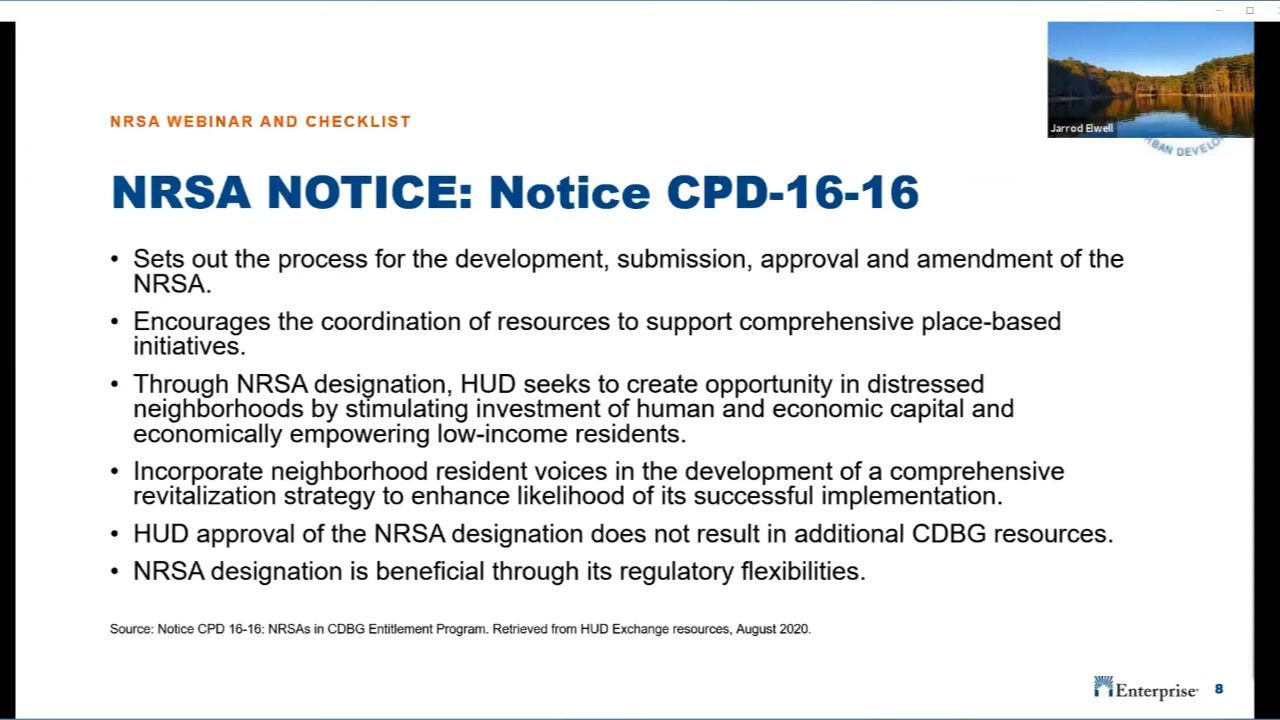 Jarrod Elwell
NRSA WEBINAR AND CHECKLIST
NRSA NOTICE: Notice CPD-16-16
• Sets out the process for the development, submission, approval and amendment of the
NRSA.
• Encourages the coordination of resources to support comprehensive place-based
initiatives.
• Through NRSA designation, HUD seeks to create opportunity in distressed
neighborhoods by stimulating investment of human and economic capital and
economically empowering low-income residents.
• Incorporate neighborhood resident voices in the development of a comprehensive
revitalization strategy to enhance likelihood of its successful implementation.
• HUD approval of the NRSA designation does not result in additional CDBG resources.
• NRSA designation is beneficial through its regulatory flexibilities.
Source: Notice CPD 16-16: NRSAs in CDBG Entitlement Program. Retrieved from HUD Exchange resources, August 2020.
Enterprise 8